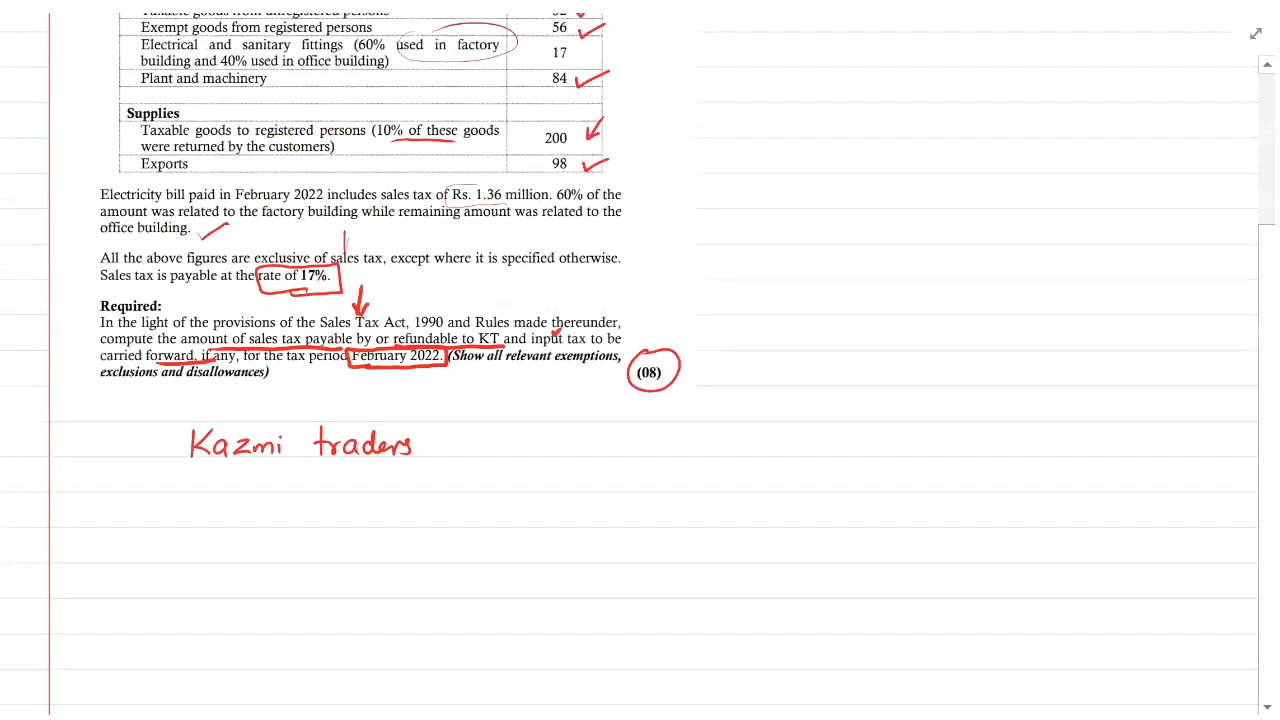 Taxable goods from unregistered persons 52
Exempt goods from registered persons 56
Electrical and sanitary fittings (60% used in factory
building and 40% used in office building) 17
Plant and machinery 84
Supplies
Taxable goods to registered persons (10% of these goods
were returned by the customers) 200
Exports 98
Electricity bill paid in February 2022 includes sales tax of Rs. 1.36 million. 60% of the
amount was related to the factory building while remaining amount was related to the
office building.
All the above figures are exclusive of sales tax, except where it is specified otherwise.
Sales tax is payable at the rate of 17%.
Required:
In the light of the provisions of the Sales Tax Act, 1990 and Rules made thereunder,
compute the amount of sales tax payable by or refundable to KT and input tax to be
carried forward, if any, for the tax period February 2022. (Show all relevant exemptions,
exclusions and disallowances)
(08)
Kazmi traders